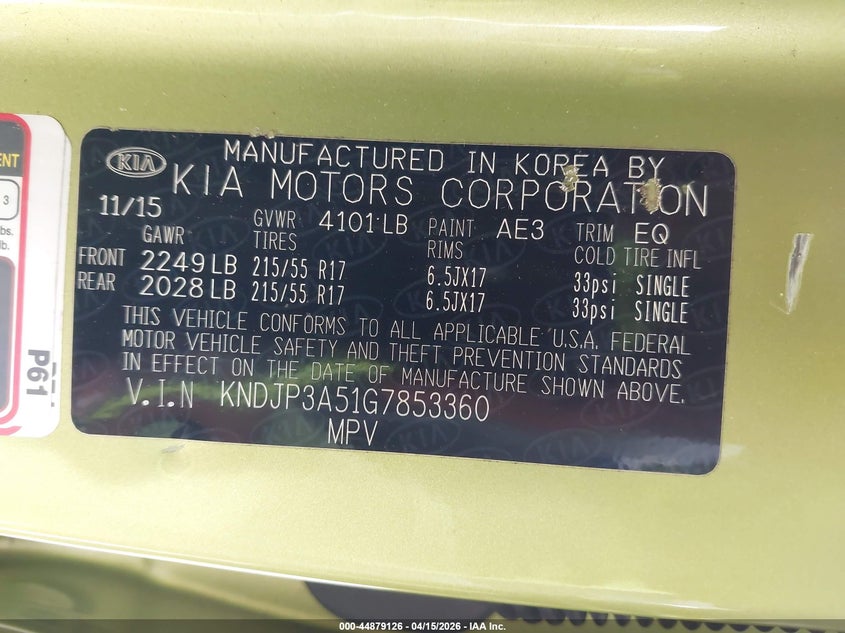 ENT
3
bs.
lb.
P61
KIA
MANUFACTURED IN KOREA BY
KIA MOTORS CORPORATION
11/15 GVWR 4101 LB PAINT AE3 TRIM EQ
GAWR TIRES RIMS COLD TIRE INFL
FRONT 2249 LB 215/55 R17 6.5JX17 33psi SINGLE
REAR 2028 LB 215/55 R17 6.5JX17 33psi SINGLE
THIS VEHICLE CONFORMS TO ALL APPLICABLE U.S.A. FEDERAL
MOTOR VEHICLE SAFETY AND THEFT PREVENTION STANDARDS
IN EFFECT ON THE DATE OF MANUFACTURE SHOWN ABOVE.
V.I.N KNDJP3A51G7853360
MPV
000-44879126 - 04/15/2026 - IAA Inc.